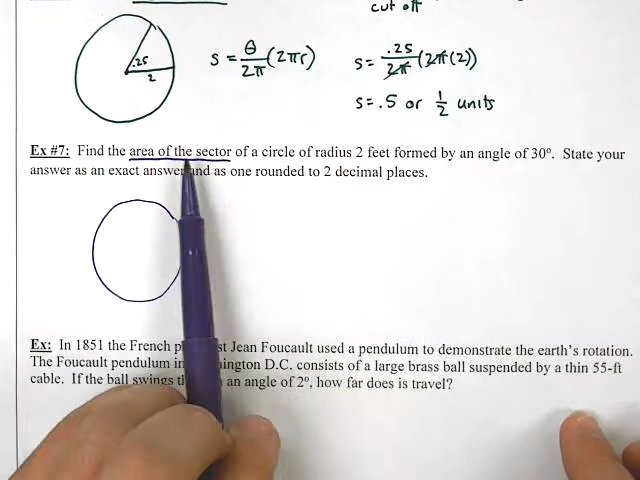 cut off
.25
2
s = θ/2π (2πr)
s = .25/2π (2π(2))
s = .5 or 1/2 units
Ex #7: Find the area of the sector of a circle of radius 2 feet formed by an angle of 30º. State your
answer as an exact answer and as one rounded to 2 decimal places.
Ex: In 1851 the French p st Jean Foucault used a pendulum to demonstrate the earth's rotation.
The Foucault pendulum in ington D.C. consists of a large brass ball suspended by a thin 55-ft
cable. If the ball swings an angle of 2º, how far does is travel?